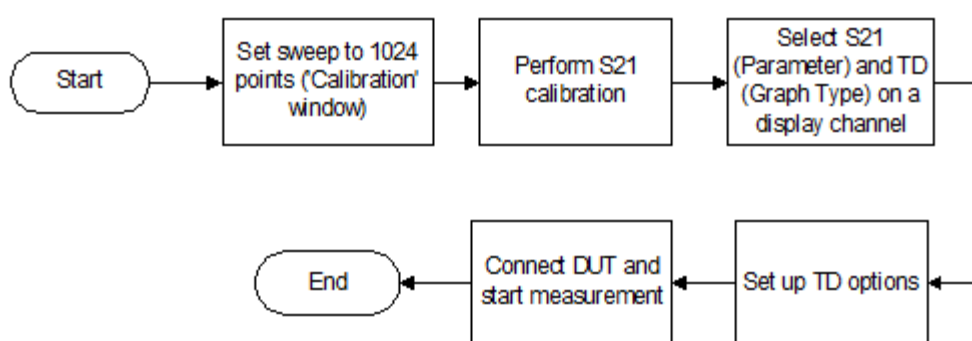 Start
Set sweep to 1024
points ('Calibration'
window)
Perform S21
calibration
Select S21
(Parameter) and TD
(Graph Type) on a
display channel
End
Connect DUT and
start measurement
Set up TD options